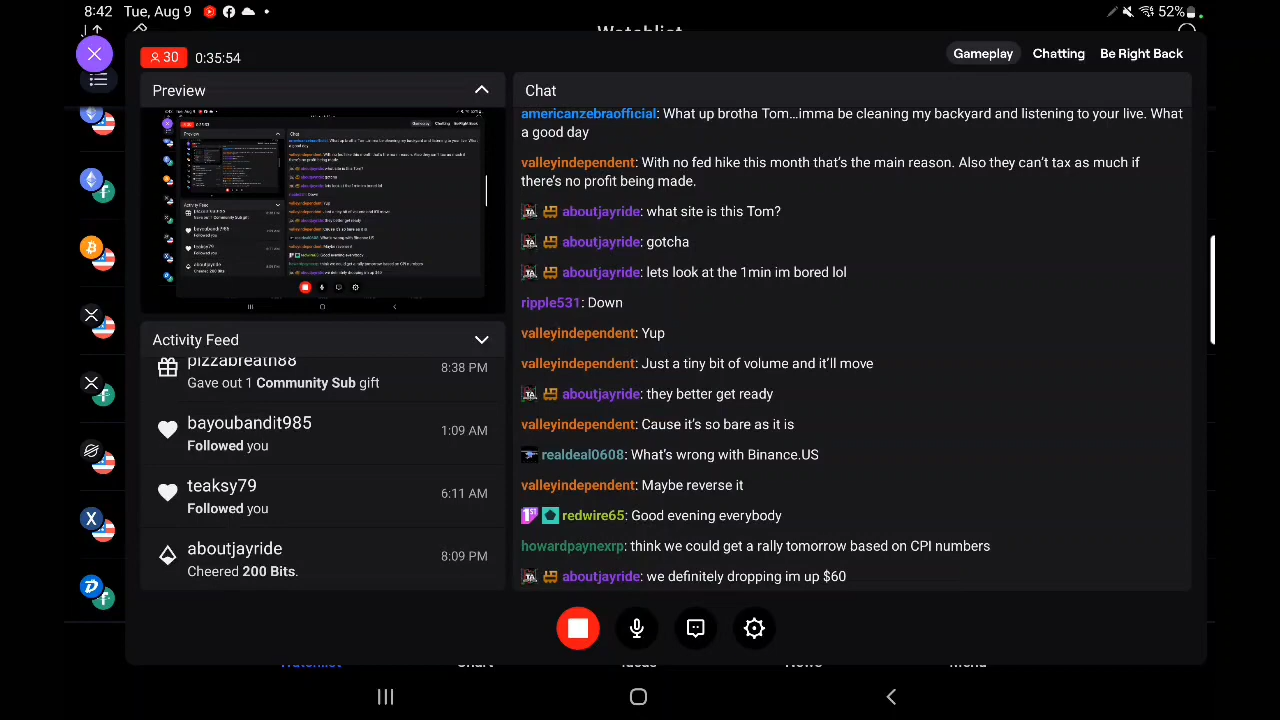 8:42 Tue, Aug 9
52%
Watchlist
30
0:35:54
Gameplay
Chatting
Be Right Back
Preview
Activity Feed
pizzabreath88
Gave out 1 Community Sub gift
8:38 PM
bayoubandit985
Followed you
1:09 AM
teaksy79
Followed you
6:11 AM
aboutjayride
Cheered 200 Bits.
8:09 PM
Chat
americanzebraofficial: What up brotha Tom...imma be cleaning my backyard and listening to your live. What
a good day
valleyindependent: With no fed hike this month that's the main reason. Also they can't tax as much if
there's no profit being made.
aboutjayride: what site is this Tom?
aboutjayride: gotcha
aboutjayride: lets look at the 1min im bored lol
ripple531: Down
valleyindependent: Yup
valleyindependent: Just a tiny bit of volume and it'll move
aboutjayride: they better get ready
valleyindependent: Cause it's so bare as it is
realdeal0608: What's wrong with Binance.US
valleyindependent: Maybe reverse it
1ST redwire65: Good evening everybody
howardpaynexrp: think we could get a rally tomorrow based on CPI numbers
aboutjayride: we definitely dropping im up $60
Watchlist
Chart
Ideas
News
Menu